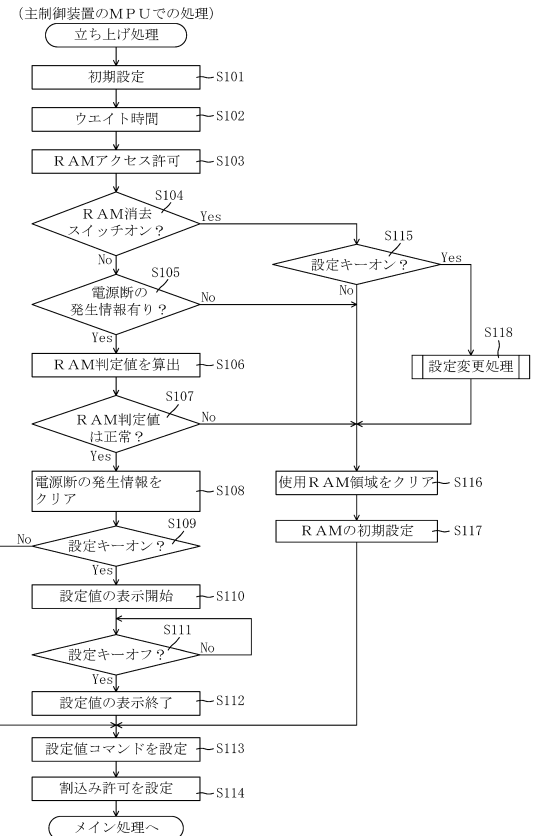 (主制御装置のMPUでの処理)
立ち上げ処理
初期設定
S101
ウエイト時間
S102
RAMアクセス許可
S103
S104
RAM消去
スイッチオン?
Yes
No
S115
設定キーオン?
Yes
No
S105
電源断の
発生情報有り?
No
Yes
S118
設定変更処理
RAM判定値を算出
S106
S107
RAM判定値
は正常?
No
Yes
電源断の発生情報を
クリア
S108
使用RAM領域をクリア
S116
RAMの初期設定
S117
S109
設定キーオン?
No
Yes
設定値の表示開始
S110
S111
設定キーオフ?
No
Yes
設定値の表示終了
S112
設定値コマンドを設定
S113
割込み許可を設定
S114
メイン処理へ